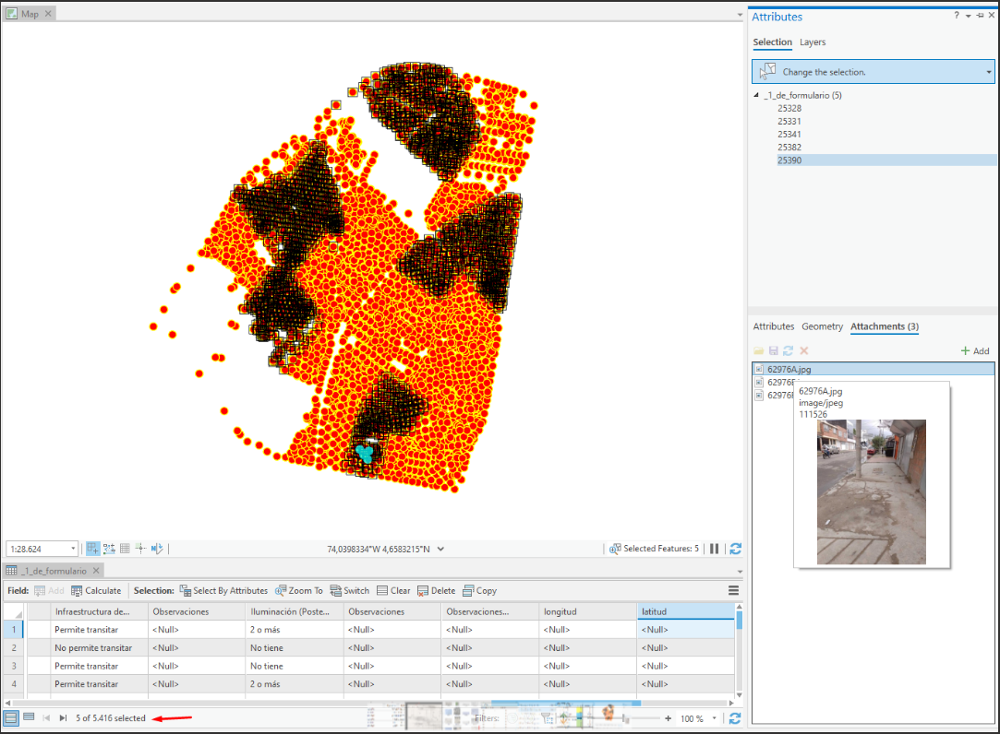 Map
Attributes
Selection Layers
Change the selection.
_1_de_formulario (5)
25328
25331
25341
25382
25390
Attributes Geometry Attachments (3)
Add
62976A.jpg
62976A.jpg
image/jpeg
111526
1:28.624
74,0398334°W 4,6583215°N
Selected Features: 5
_1_de_formulario
Field: Add Calculate Selection: Select By Attributes Zoom To Switch Clear Delete Copy
Infraestructura de... Observaciones Iluminación (Poste... Observaciones Observaciones... longitud latitud
1 Permite transitar <Null> 2 o más <Null> <Null> <Null> <Null>
2 No permite transitar <Null> No tiene <Null> <Null> <Null> <Null>
3 Permite transitar <Null> No tiene <Null> <Null> <Null> <Null>
4 Permite transitar <Null> 2 o más <Null> <Null> <Null> <Null>
5 of 5.416 selected
Filters:
100 %